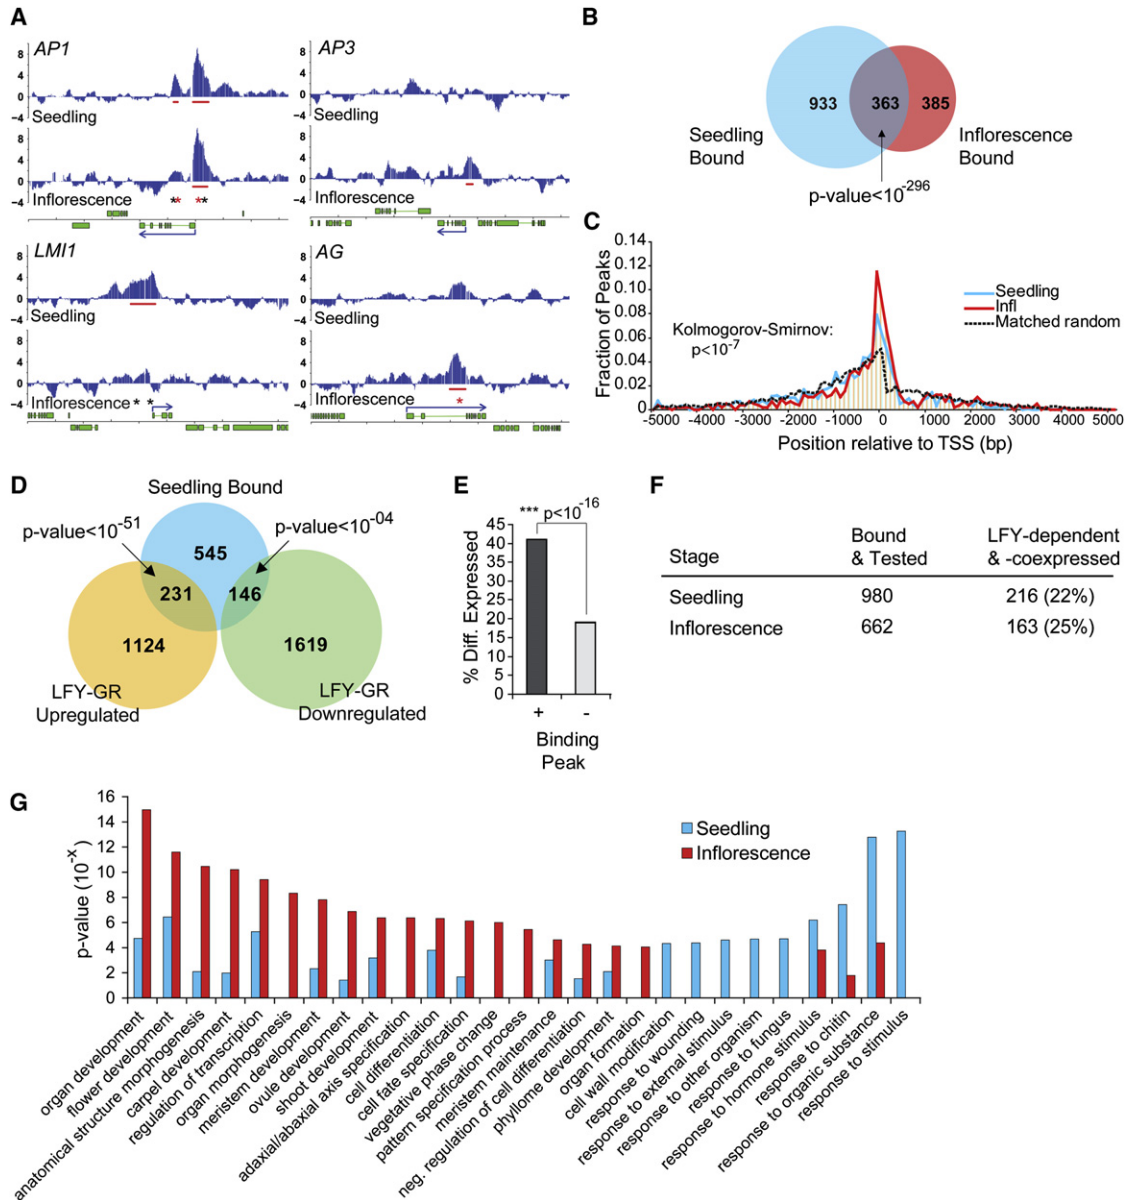 A
AP1
8
4
0
−4
Seedling
8
4
0
−4
Inflorescence
**
**
AP3
8
4
0
−4
Seedling
8
4
0
−4
Inflorescence
LMI1
8
4
0
−4
Seedling
8
4
0
−4
Inflorescence * *
AG
8
4
0
−4
Seedling
8
4
0
−4
Inflorescence
*
B
933
363
385
Seedling
Bound
Inflorescence
Bound
p-value<10^-296
C
0.14
0.12
0.10
0.08
0.06
0.04
0.02
0
Fraction of Peaks
Kolmogorov-Smirnov:
p<10^-7
Seedling
Infl
Matched random
-5000 -4000 -3000 -2000 -1000 0 1000 2000 3000 4000 5000
Position relative to TSS (bp)
D
Seedling Bound
p-value<10^-51
p-value<10^-04
545
231
146
1124
1619
LFY-GR
Upregulated
LFY-GR
Downregulated
E
*** p<10^-16
45
40
35
30
25
20
15
10
5
0
% Diff. Expressed
+ -
Binding
Peak
F
Stage Bound & Tested LFY-dependent & -coexpressed
Seedling 980 216 (22%)
Inflorescence 662 163 (25%)
G
16
14
12
10
8
6
4
2
0
p-value (10^-x)
Seedling
Inflorescence
organ development
flower development
anatomical structure morphogenesis
carpel development
regulation of transcription
organ morphogenesis
meristem development
ovule development
shoot development
adaxial/abaxial axis specification
cell differentiation
cell fate specification
vegetative phase change
pattern specification process
meristem maintenance
neg. regulation of cell differentiation
phyllome development
organ formation
cell wall modification
response to wounding
response to external stimulus
response to other organism
response to fungus
response to hormone stimulus
response to chitin
response to organic substance
response to stimulus